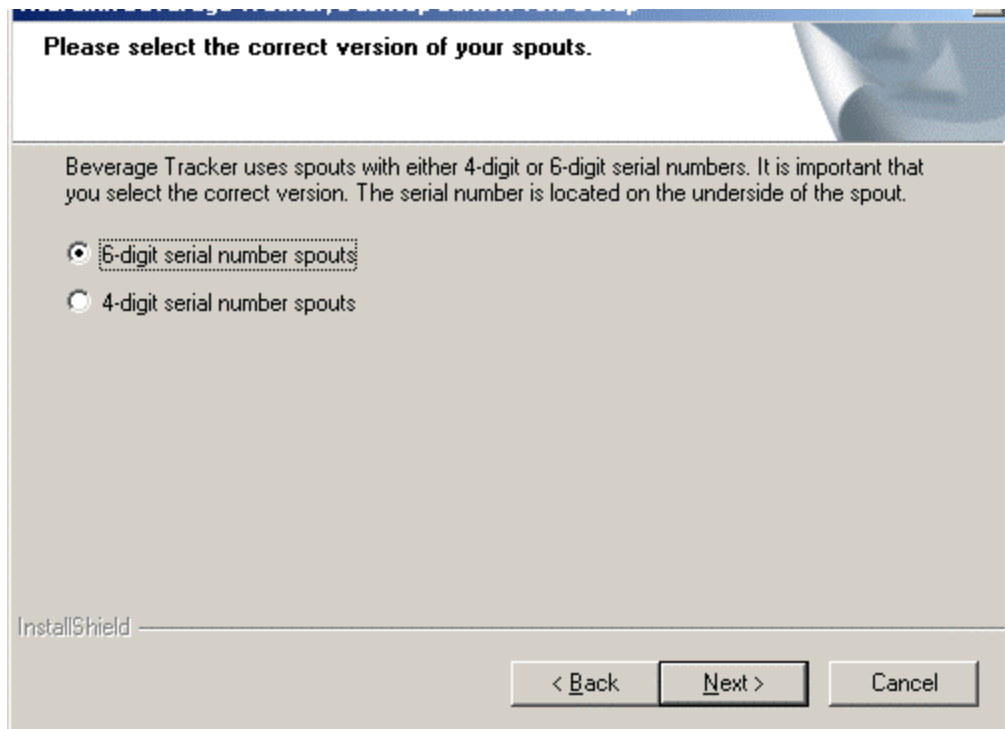 Please select the correct version of your spouts.
Beverage Tracker uses spouts with either 4-digit or 6-digit serial numbers. It is important that
you select the correct version. The serial number is located on the underside of the spout.
6-digit serial number spouts
4-digit serial number spouts
InstallShield
< Back Next > Cancel